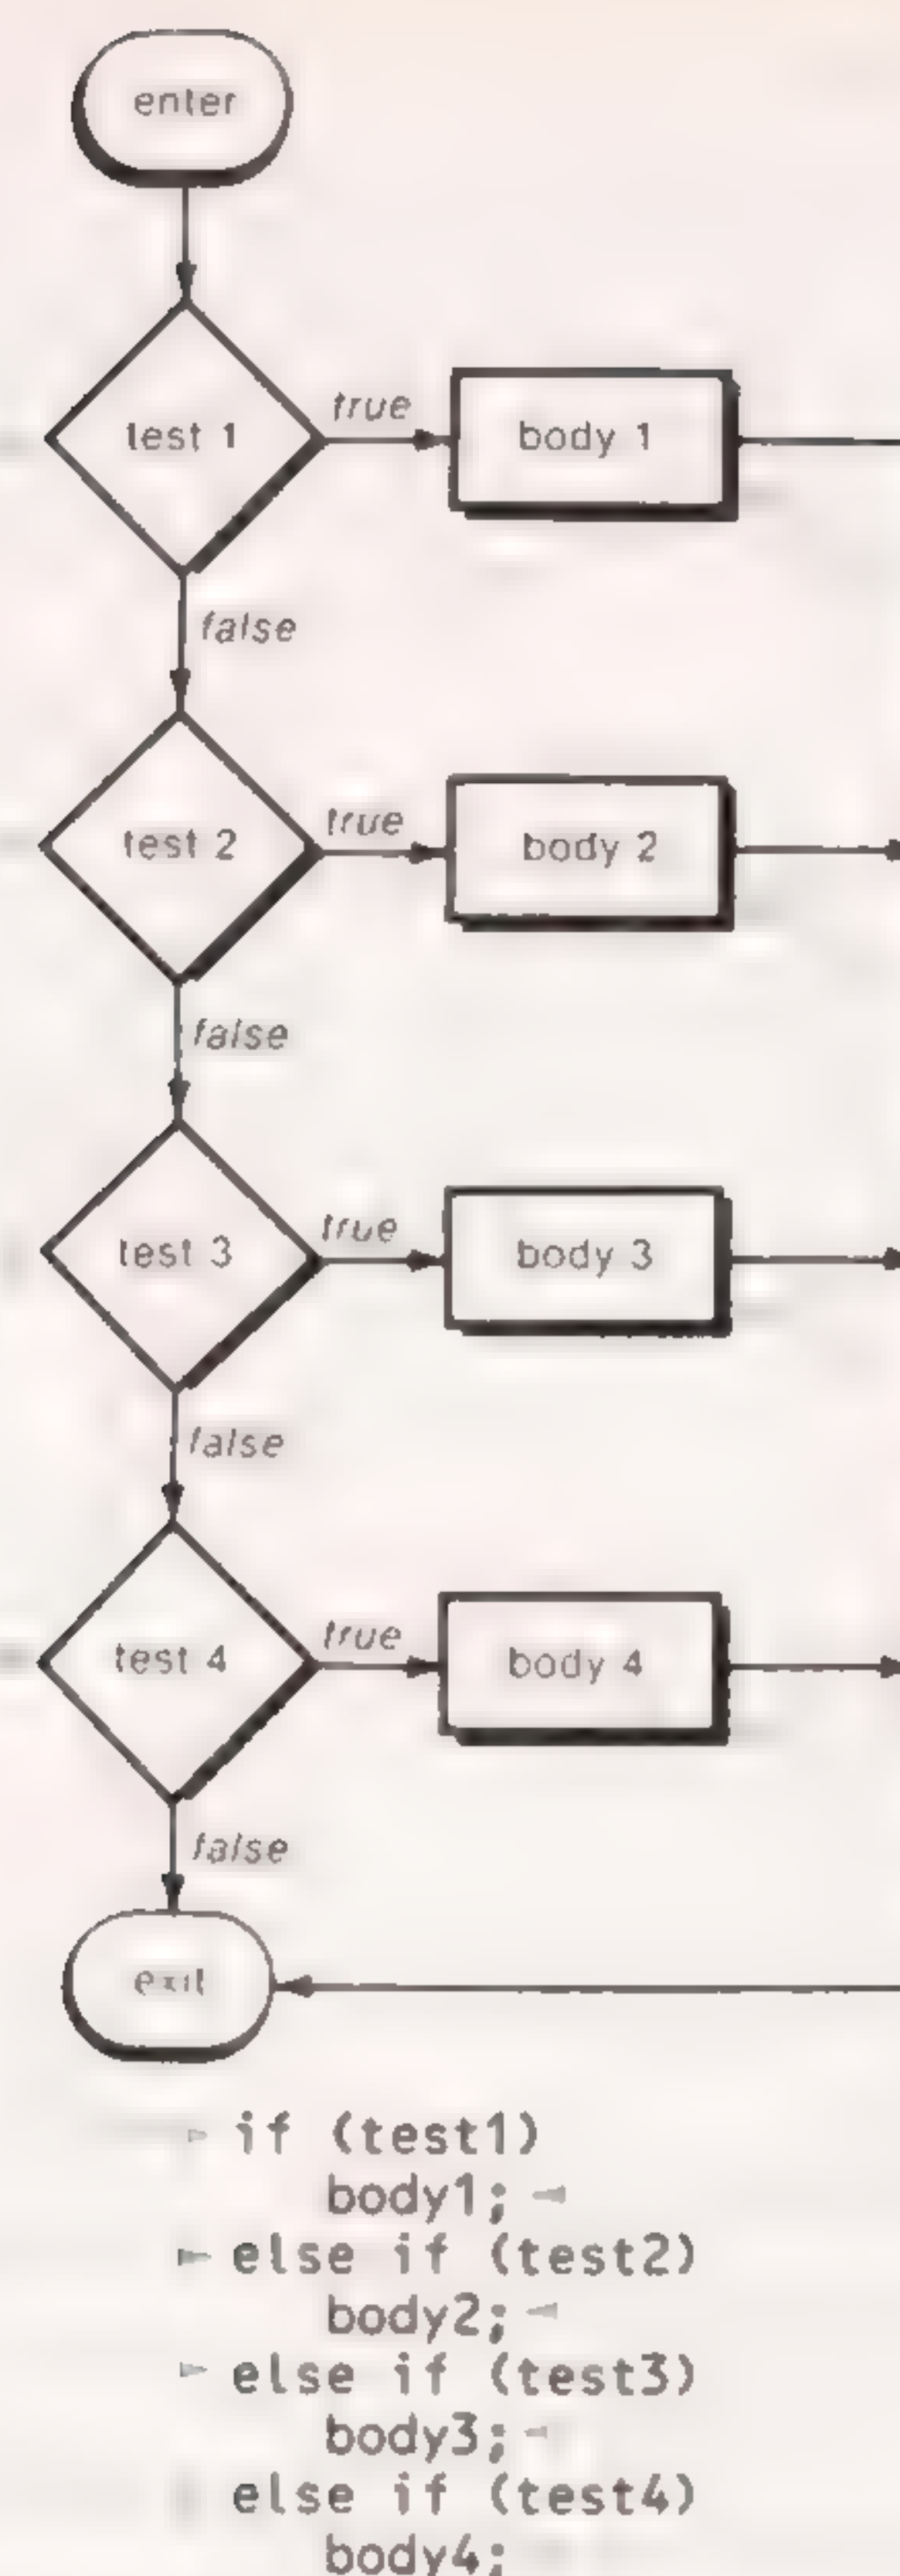 enter
true
test 1
body 1
false
true
test 2
body 2
false
true
test 3
body 3
false
true
test 4
body 4
false
exit
if (test1)
body1;
else if (test2)
body2;
else if (test3)
body3;
else if (test4)
body4;